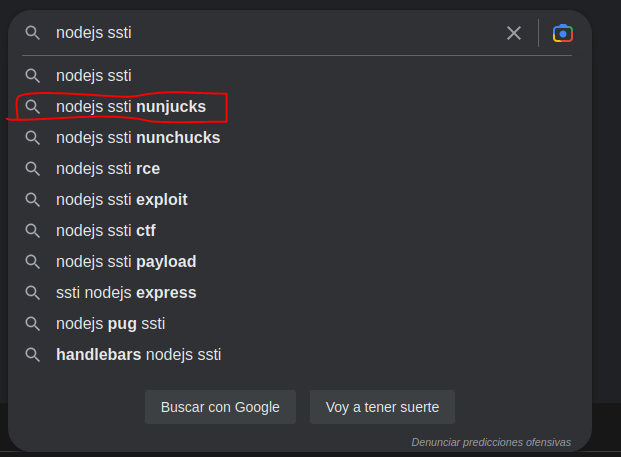 nodejs ssti
nodejs ssti
nodejs ssti nunjucks
nodejs ssti nunchucks
nodejs ssti rce
nodejs ssti exploit
nodejs ssti ctf
nodejs ssti payload
ssti nodejs express
nodejs pug ssti
handlebars nodejs ssti
Buscar con Google Voy a tener suerte
Denunciar predicciones ofensivas